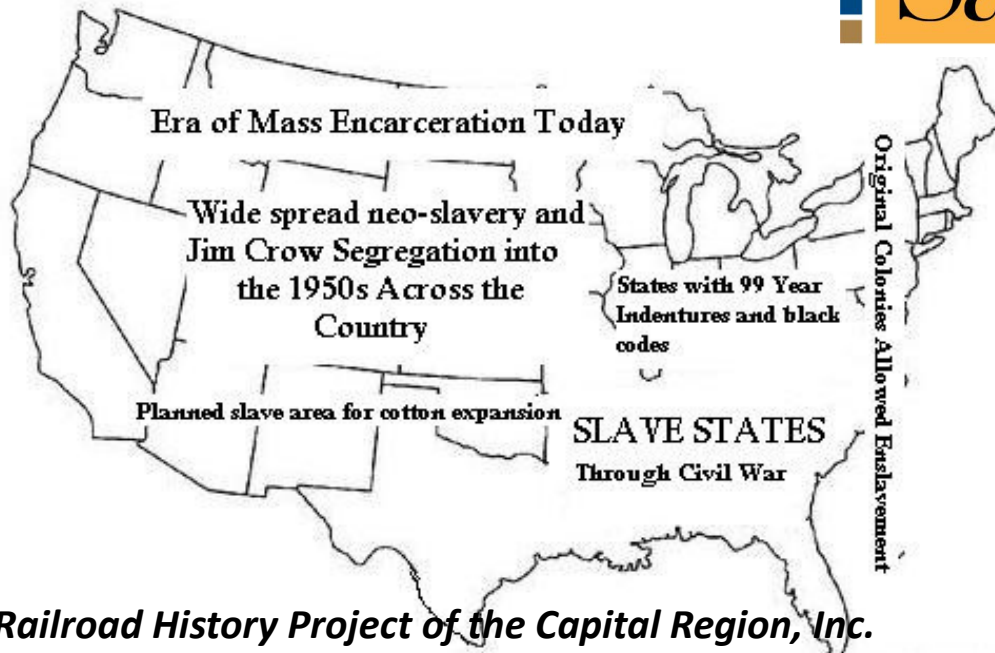 Era of Mass Encarceration Today
Wide spread neo-slavery and
Jim Crow Segregation into
the 1950s Across the
Country
States with 99 Year
Indentures and black
codes
Original Colonies Allowed Enslavement
Planned slave area for cotton expansion
SLAVE STATES
Through Civil War
Railroad History Project of the Capital Region, Inc.